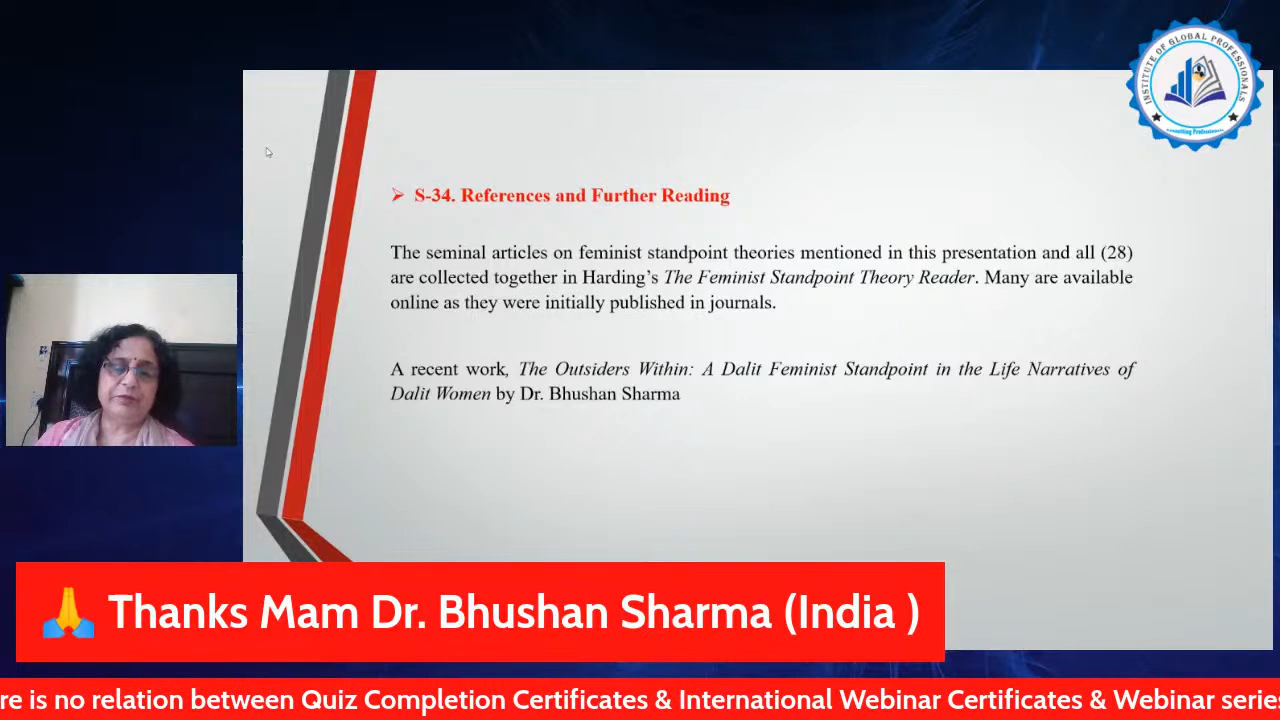 INSTITUTE OF GLOBAL PROFESSIONALS
Consulting Professionals
➢ S-34. References and Further Reading
The seminal articles on feminist standpoint theories mentioned in this presentation and all (28)
are collected together in Harding’s The Feminist Standpoint Theory Reader. Many are available
online as they were initially published in journals.
A recent work, The Outsiders Within: A Dalit Feminist Standpoint in the Life Narratives of
Dalit Women by Dr. Bhushan Sharma
🙏 Thanks Mam Dr. Bhushan Sharma (India )
re is no relation between Quiz Completion Certificates & International Webinar Certificates & Webinar series